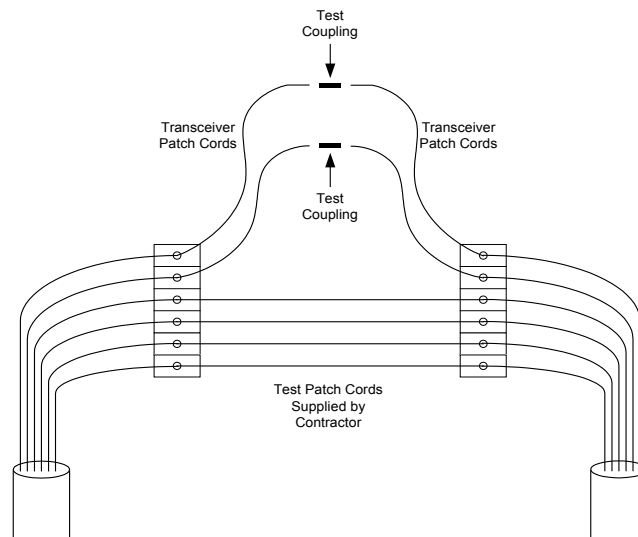 Test
Coupling
Transceiver
Patch Cords
Transceiver
Patch Cords
Test
Coupling
Test Patch Cords
Supplied by
Contractor